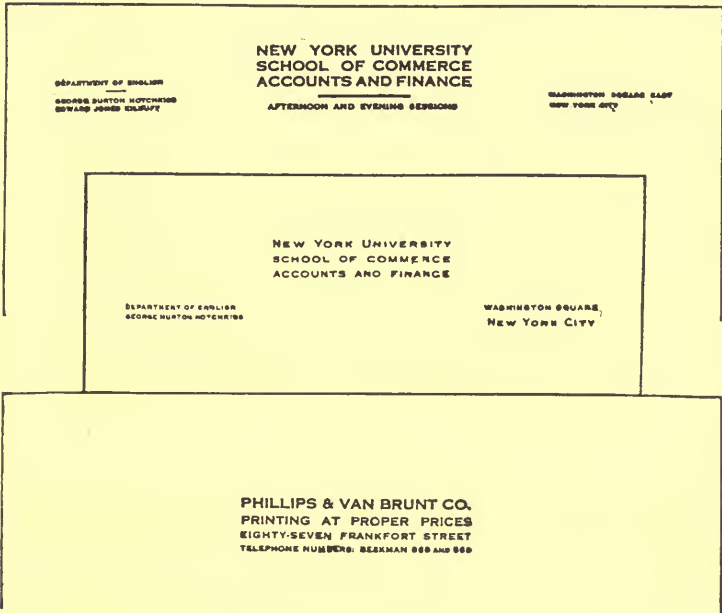 NEW YORK UNIVERSITY
SCHOOL OF COMMERCE
ACCOUNTS AND FINANCE
AFTERNOON AND EVENING SESSIONS
DEPARTMENT OF ENGLISH
GEORGE BURTON HOTCHKISS
EDWARD JONES
WASHINGTON SQUARE EAST
NEW YORK CITY
NEW YORK UNIVERSITY
SCHOOL OF COMMERCE
ACCOUNTS AND FINANCE
DEPARTMENT OF ENGLISH
GEORGE BURTON HOTCHKISS
WASHINGTON SQUARE,
NEW YORK CITY
PHILLIPS & VAN BRUNT CO.
PRINTING AT PROPER PRICES
EIGHTY-SEVEN FRANKFORT STREET
TELEPHONE NUMBERS: BEEKMAN AND